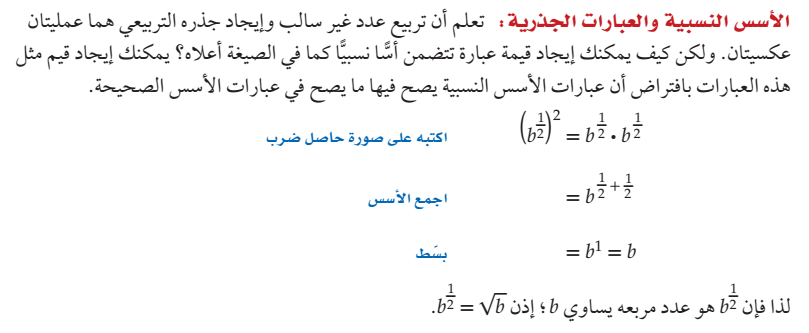 الأسس النسبية والعبارات الجذرية: تعلم أن تربيع عدد غير سالب وإيجاد جذره التربيعي هما عمليتان
عكسيتان. ولكن كيف يمكنك إيجاد قيمة عبارة تتضمن أسًّا نسبيًّا كما في الصيغة أعلاه؟ يمكنك إيجاد قيم مثل
هذه العبارات بافتراض أن عبارات الأسس النسبية يصح فيها ما يصح في عبارات الأسس الصحيحة.
(b^{\frac{1}{2}})^2 = b^{\frac{1}{2}} • b^{\frac{1}{2}} اكتبه على صورة حاصل ضرب
= b^{\frac{1}{2}+\frac{1}{2}} اجمع الأسس
= b^1 = b بسّط
لذا فإن b^{\frac{1}{2}} هو عدد مربعه يساوي b؛ إذن b^{\frac{1}{2}} = \sqrt{b}.